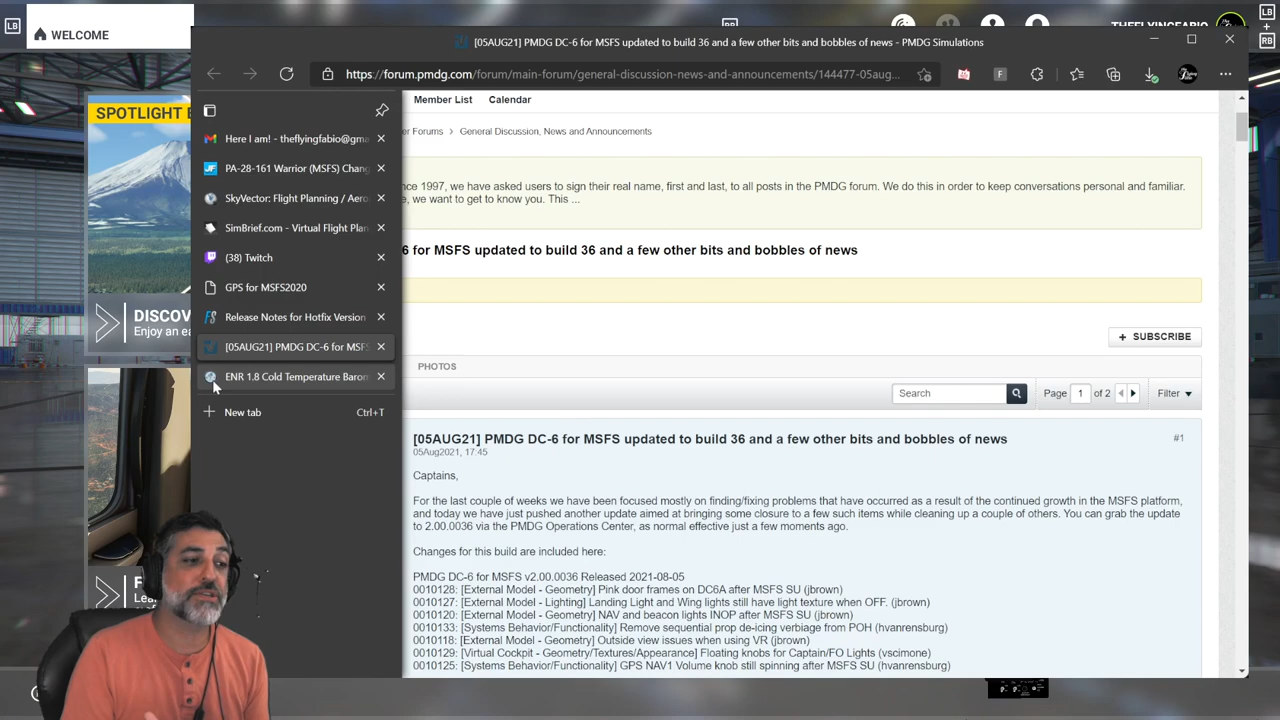 LB
WELCOME
THEFLYINGFABIO
LB
+
RB
[05AUG21] PMDG DC-6 for MSFS updated to build 36 and a few other bits and bobbles of news - PMDG Simulations
https://forum.pmdg.com/forum/main-forum/general-discussion-news-and-announcements/144477-05aug...
Member List Calendar
er Forums > General Discussion, News and Announcements
SPOTLIGHT E
DISCOV
Enjoy an ea
Here I am! - theflyingfabio@gma
PA-28-161 Warrior (MSFS) Chang
SkyVector: Flight Planning / Aero
SimBrief.com - Virtual Flight Plan
(38) Twitch
GPS for MSFS2020
Release Notes for Hotfix Version
[05AUG21] PMDG DC-6 for MSFS
ENR 1.8 Cold Temperature Barom
New tab Ctrl+T
nce 1997, we have asked users to sign their real name, first and last, to all posts in the PMDG forum. We do this in order to keep conversations personal and familiar.
e, we want to get to know you. This ...
6 for MSFS updated to build 36 and a few other bits and bobbles of news
+ SUBSCRIBE
PHOTOS
Search Page 1 of 2 Filter
[05AUG21] PMDG DC-6 for MSFS updated to build 36 and a few other bits and bobbles of news #1
05Aug2021, 17:45
Captains,
For the last couple of weeks we have been focused mostly on finding/fixing problems that have occurred as a result of the continued growth in the MSFS platform,
and today we have just pushed another update aimed at bringing some closure to a few such items while cleaning up a couple of others. You can grab the update
to 2.00.0036 via the PMDG Operations Center, as normal effective just a few moments ago.
Changes for this build are included here:
PMDG DC-6 for MSFS v2.00.0036 Released 2021-08-05
0010128: [External Model - Geometry] Pink door frames on DC6A after MSFS SU (jbrown)
0010127: [External Model - Lighting] Landing Light and Wing lights still have light texture when OFF. (jbrown)
0010120: [External Model - Geometry] NAV and beacon lights INOP after MSFS SU (jbrown)
0010133: [Systems Behavior/Functionality] Remove sequential prop de-icing verbiage from POH (hvanrensburg)
0010118: [External Model - Geometry] Outside view issues when using VR (jbrown)
0010129: [Virtual Cockpit - Geometry/Textures/Appearance] Floating knobs for Captain/FO Lights (vscimone)
0010125: [Systems Behavior/Functionality] GPS NAV1 Volume knob still spinning after MSFS SU (hvanrensburg)
F
Lea